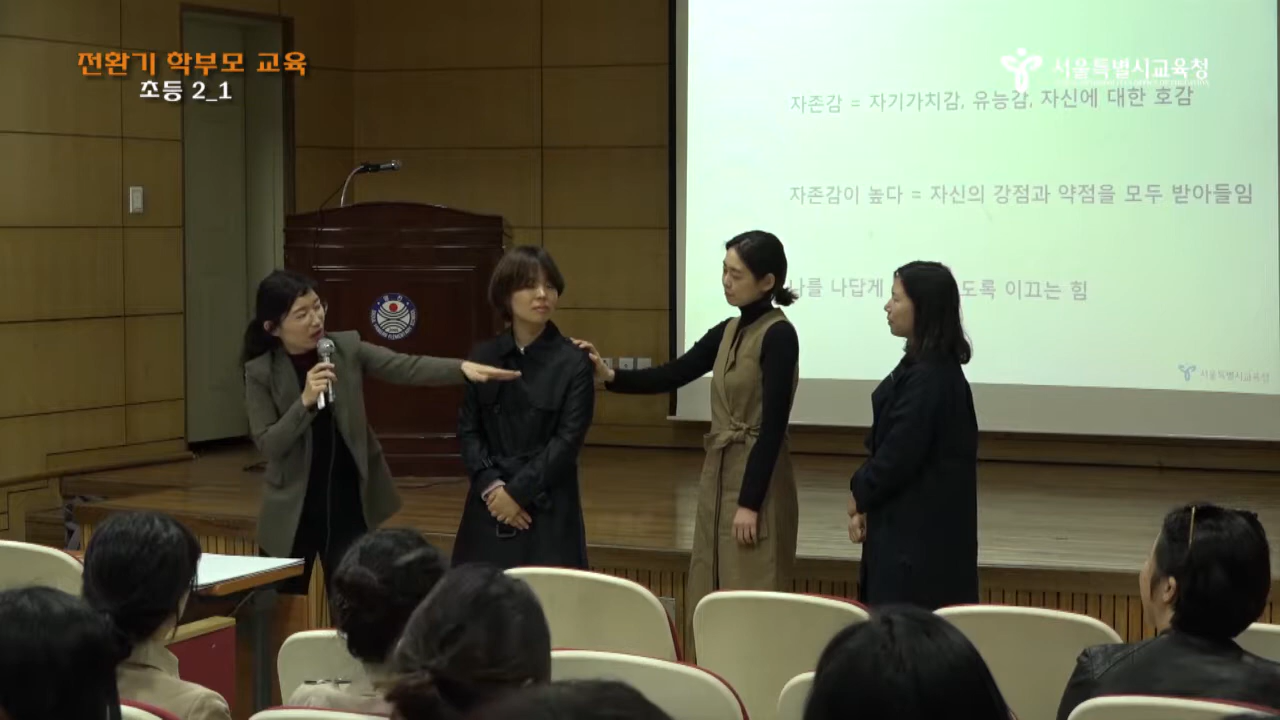 전환기 학부모 교육
초등 2_1
서울특별시교육청
자존감 = 자기가치감, 유능감, 자신에 대한 호감
자존감이 높다 = 자신의 강점과 약점을 모두 받아들임
나를 나답게 도록 이끄는 힘
서울특별시교육청